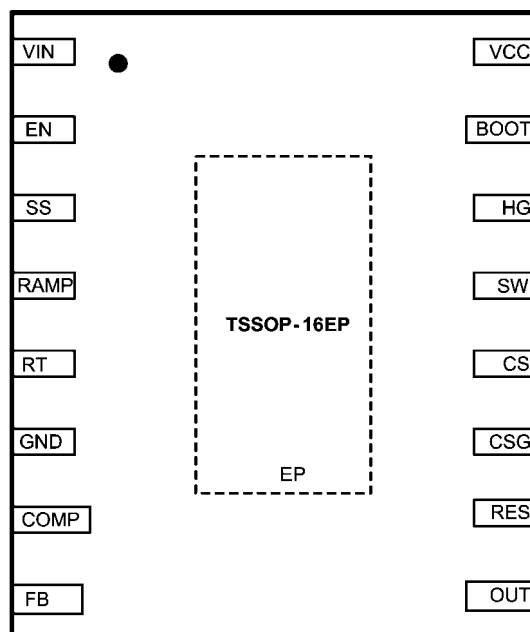 VIN
VCC
EN
BOOT
SS
HG
RAMP
SW
TSSOP-16EP
RT
CS
GND
CSG
EP
COMP
RES
FB
OUT